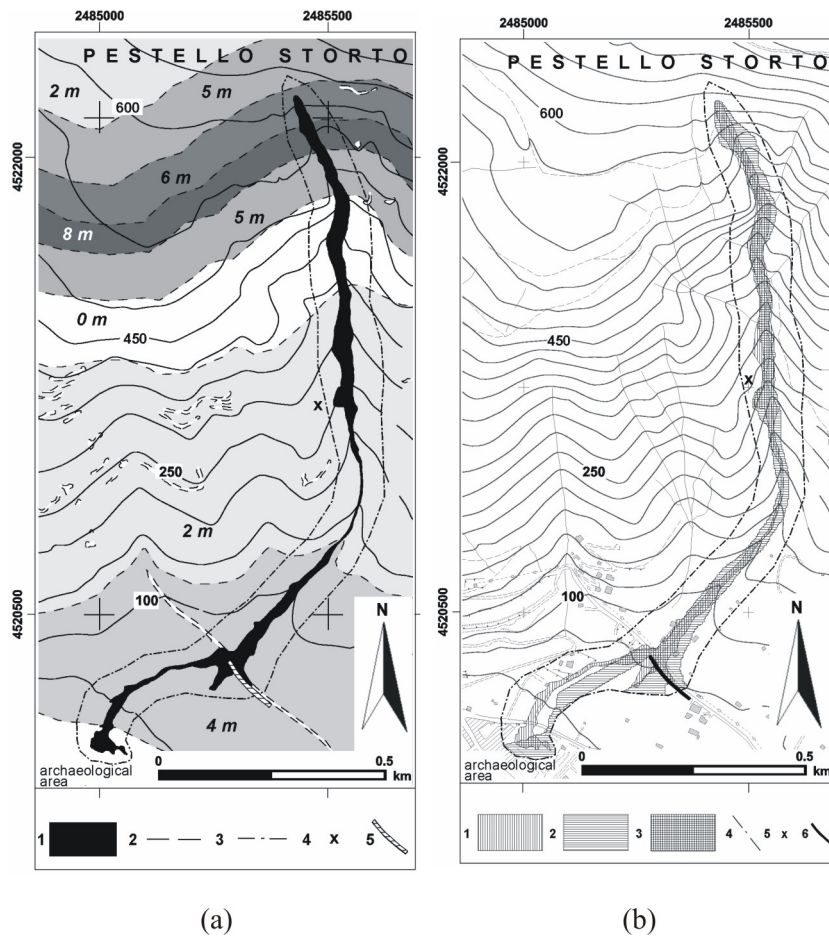 2485000 2485500
PESTELLO STORTO
2 m
5 m
600
4522000
6 m
5 m
8 m
0 m
450
x
250
2 m
4520500
100
N
4 m
archaeological
area
0 0.5
km
1 2 3 4 x 5
(a)
2485000 2485500
PESTELLO STORTO
600
4522000
450
x
250
4520500
100
N
archaeological
area
0 0.5
km
1 2 3 4 5 x 6
(b)